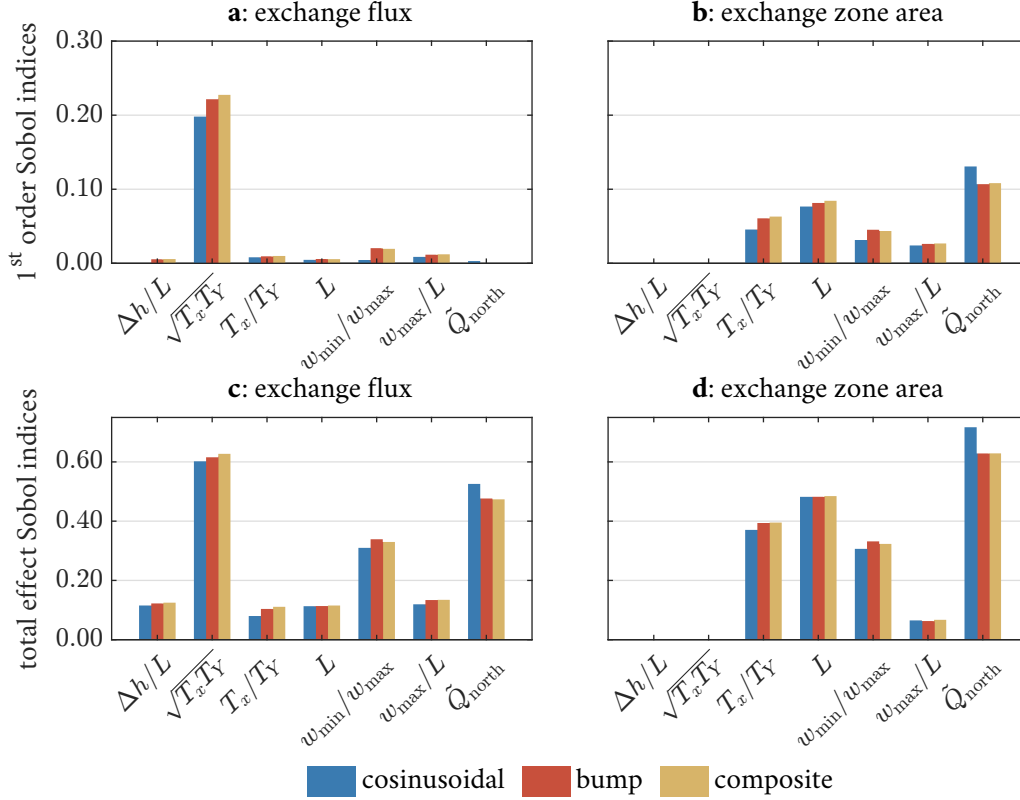 a: exchange flux
b: exchange zone area
1st order Sobol indices
0.30
0.20
0.10
0.00
Δh/L
√TxTY
Tx/TY
L
wmin/wmax
wmax/L
Q̃north
Δh/L
√TxTY
Tx/TY
L
wmin/wmax
wmax/L
Q̃north
c: exchange flux
d: exchange zone area
total effect Sobol indices
0.60
0.40
0.20
0.00
Δh/L
√TxTY
Tx/TY
L
wmin/wmax
wmax/L
Q̃north
Δh/L
√TxTY
Tx/TY
L
wmin/wmax
wmax/L
Q̃north
cosinusoidal bump composite